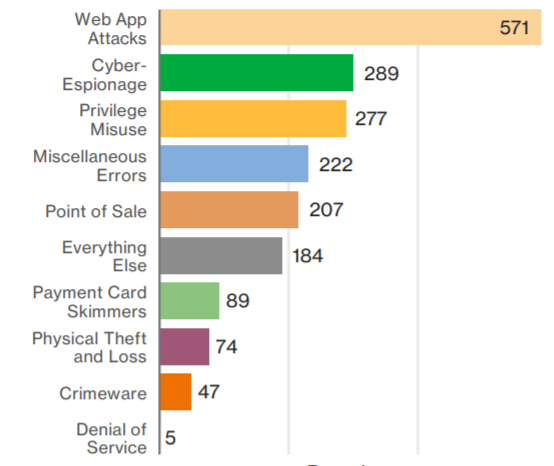 Web App
Attacks
571
Cyber-
Espionage
289
Privilege
Misuse
277
Miscellaneous
Errors
222
Point of Sale
207
Everything
Else
184
Payment Card
Skimmers
89
Physical Theft
and Loss
74
Crimeware
47
Denial of
Service
5